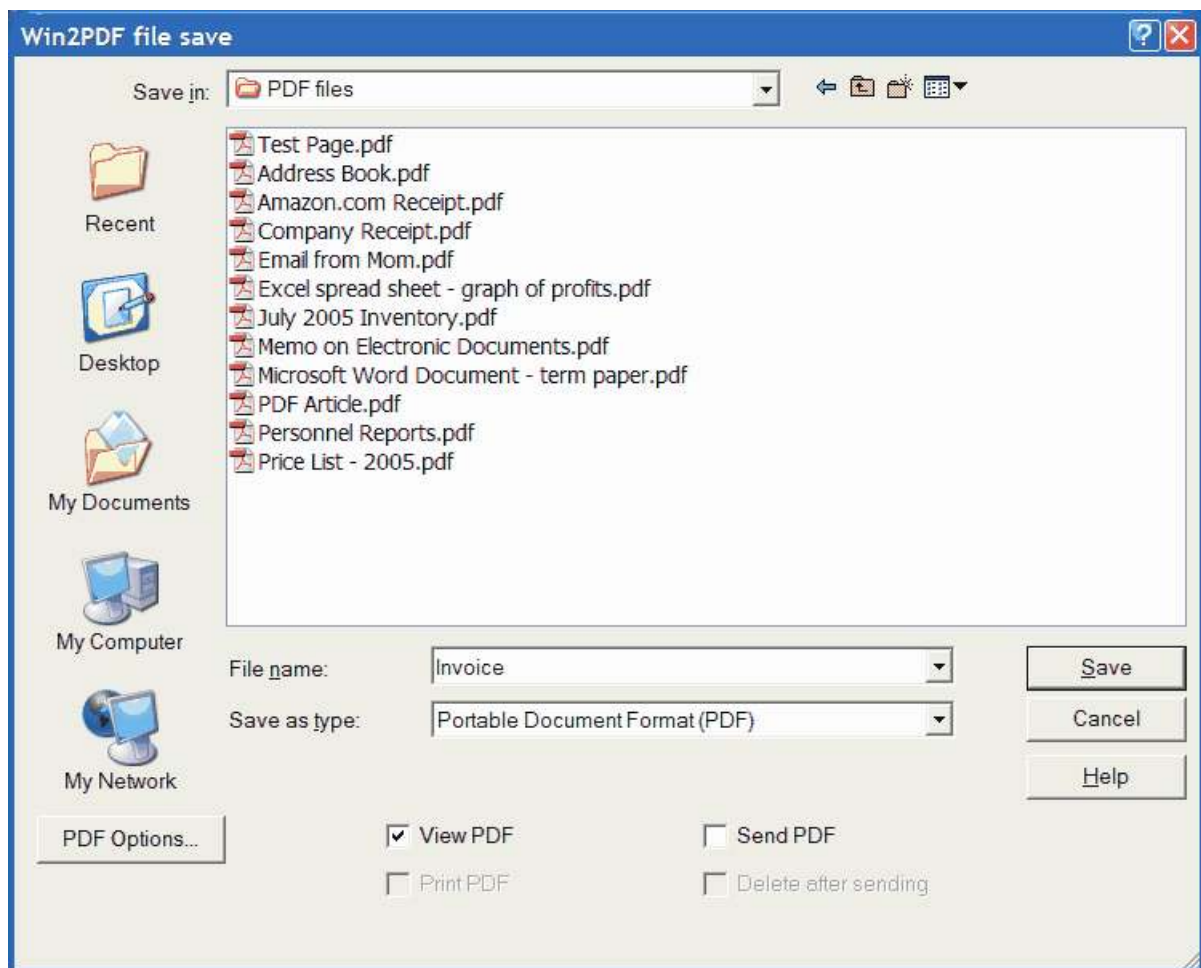 Win2PDF file save
Save in: PDF files
Recent
Desktop
My Documents
My Computer
My Network
Test Page.pdf
Address Book.pdf
Amazon.com Receipt.pdf
Company Receipt.pdf
Email from Mom.pdf
Excel spread sheet - graph of profits.pdf
July 2005 Inventory.pdf
Memo on Electronic Documents.pdf
Microsoft Word Document - term paper.pdf
PDF Article.pdf
Personnel Reports.pdf
Price List - 2005.pdf
File name: Invoice Save
Save as type: Portable Document Format (PDF) Cancel
Help
PDF Options... View PDF Send PDF
Print PDF Delete after sending